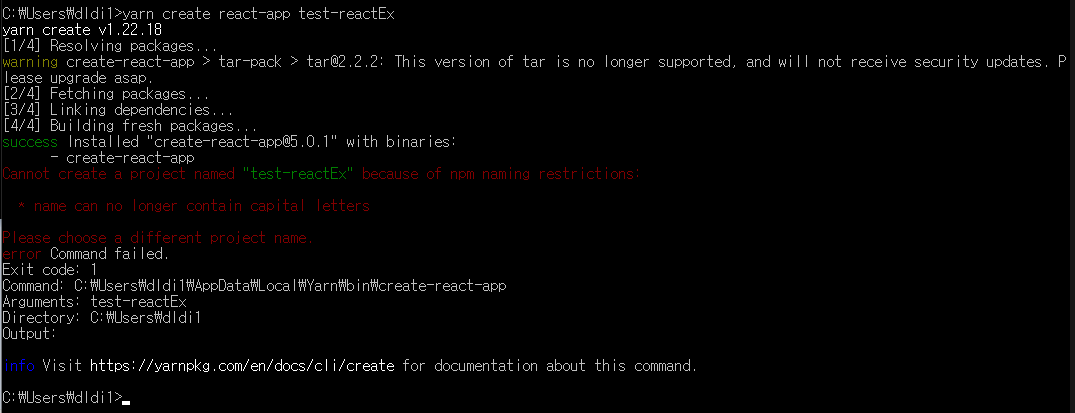 C:₩Users₩dldi1>yarn create react-app test-reactEx
yarn create v1.22.18
[1/4] Resolving packages...
warning create-react-app > tar-pack > tar@2.2.2: This version of tar is no longer supported, and will not receive security updates. P
lease upgrade asap.
[2/4] Fetching packages...
[3/4] Linking dependencies...
[4/4] Building fresh packages...
success Installed "create-react-app@5.0.1" with binaries:
      - create-react-app
Cannot create a project named "test-reactEx" because of npm naming restrictions:
  * name can no longer contain capital letters
Please choose a different project name.
error Command failed.
Exit code: 1
Command: C:₩Users₩dldi1₩AppData₩Local₩Yarn₩bin₩create-react-app
Arguments: test-reactEx
Directory: C:₩Users₩dldi1
Output:
info Visit https://yarnpkg.com/en/docs/cli/create for documentation about this command.
C:₩Users₩dldi1>